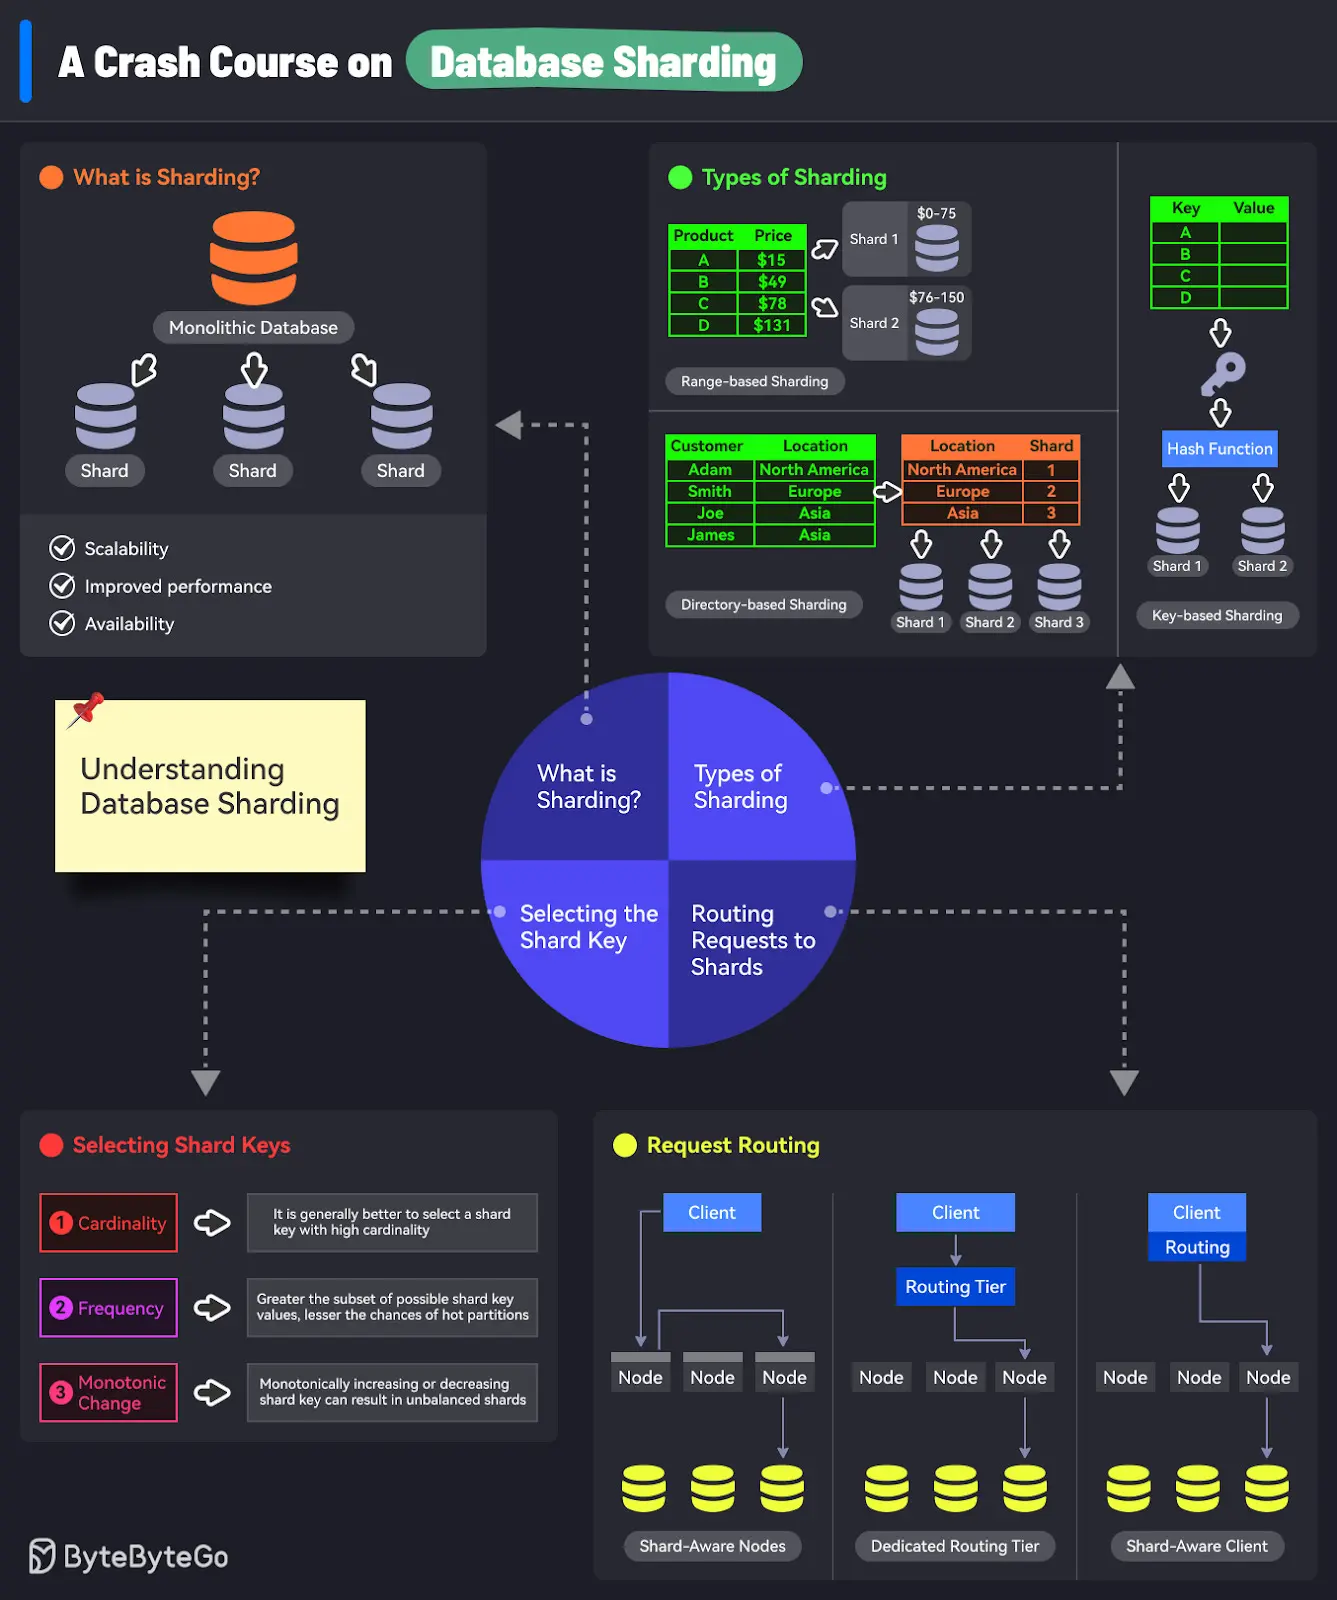 A Crash Course on Database Sharding
What is Sharding?
Monolithic Database
Shard Shard Shard
Scalability
Improved performance
Availability
Types of Sharding
Product Price
A $15
B $49
C $78
D $131
Shard 1
$0-75
Shard 2
$76-150
Range-based Sharding
Customer Location
Adam North America
Smith Europe
Joe Asia
James Asia
Location Shard
North America 1
Europe 2
Asia 3
Shard 1 Shard 2 Shard 3
Directory-based Sharding
Key Value
A
B
C
D
Hash Function
Shard 1 Shard 2
Key-based Sharding
Understanding
Database Sharding
What is
Sharding?
Types of
Sharding
Selecting the
Shard Key
Routing
Requests to
Shards
Selecting Shard Keys
1 Cardinality
It is generally better to select a shard
key with high cardinality
2 Frequency
Greater the subset of possible shard key
values, lesser the chances of hot partitions
3 Monotonic
Change
Monotonically increasing or decreasing
shard key can result in unbalanced shards
Request Routing
Client
Node Node Node
Shard-Aware Nodes
Client
Routing Tier
Node Node Node
Dedicated Routing Tier
Client
Routing
Node Node Node
Shard-Aware Client
ByteByteGo